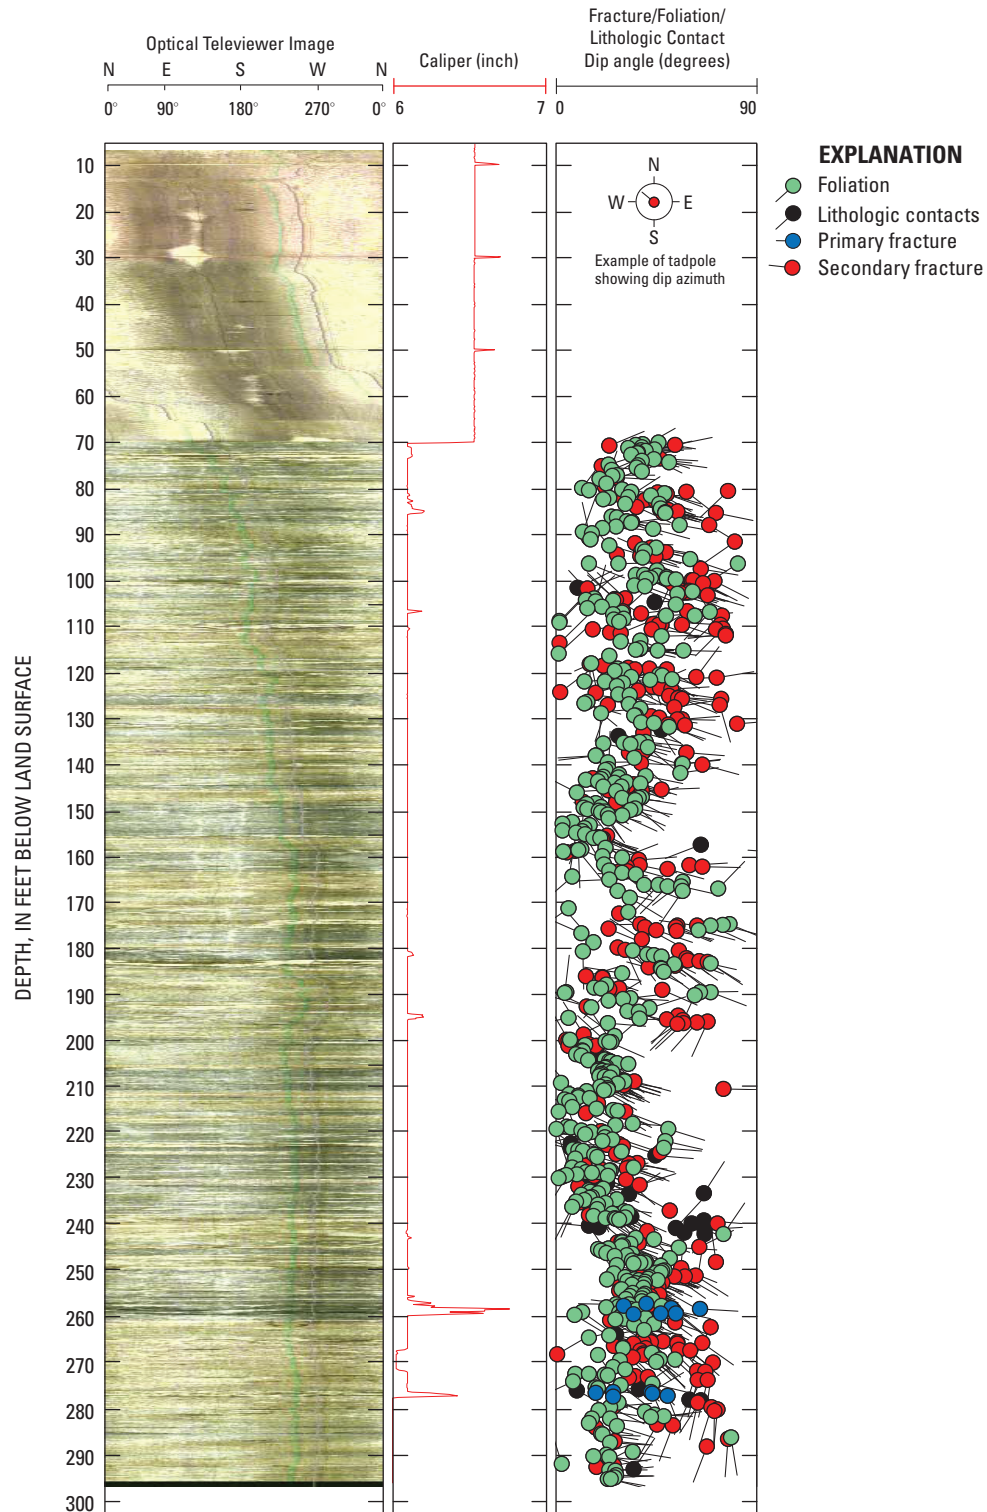 Fracture/Foliation/
Lithologic Contact
Dip angle (degrees)
Optical Televiewer Image
Caliper (inch)
N E S W N
0° 90° 180° 270° 0°
6 7
0 90
EXPLANATION
Foliation
Lithologic contacts
Primary fracture
Secondary fracture
N
W E
S
Example of tadpole
showing dip azimuth
DEPTH, IN FEET BELOW LAND SURFACE
10
20
30
40
50
60
70
80
90
100
110
120
130
140
150
160
170
180
190
200
210
220
230
240
250
260
270
280
290
300